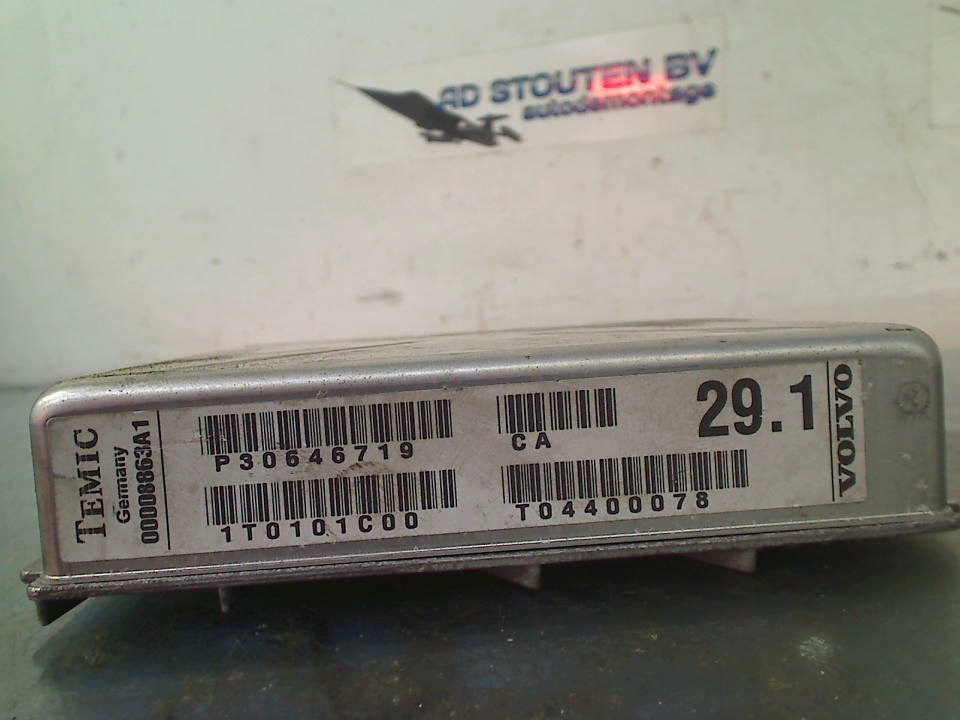 AD STOUTEN BV
autodemontage
TEMIC
Germany
00008863A1
P30646719
1T0101C00
CA
T04400078
29.1
VOLVO